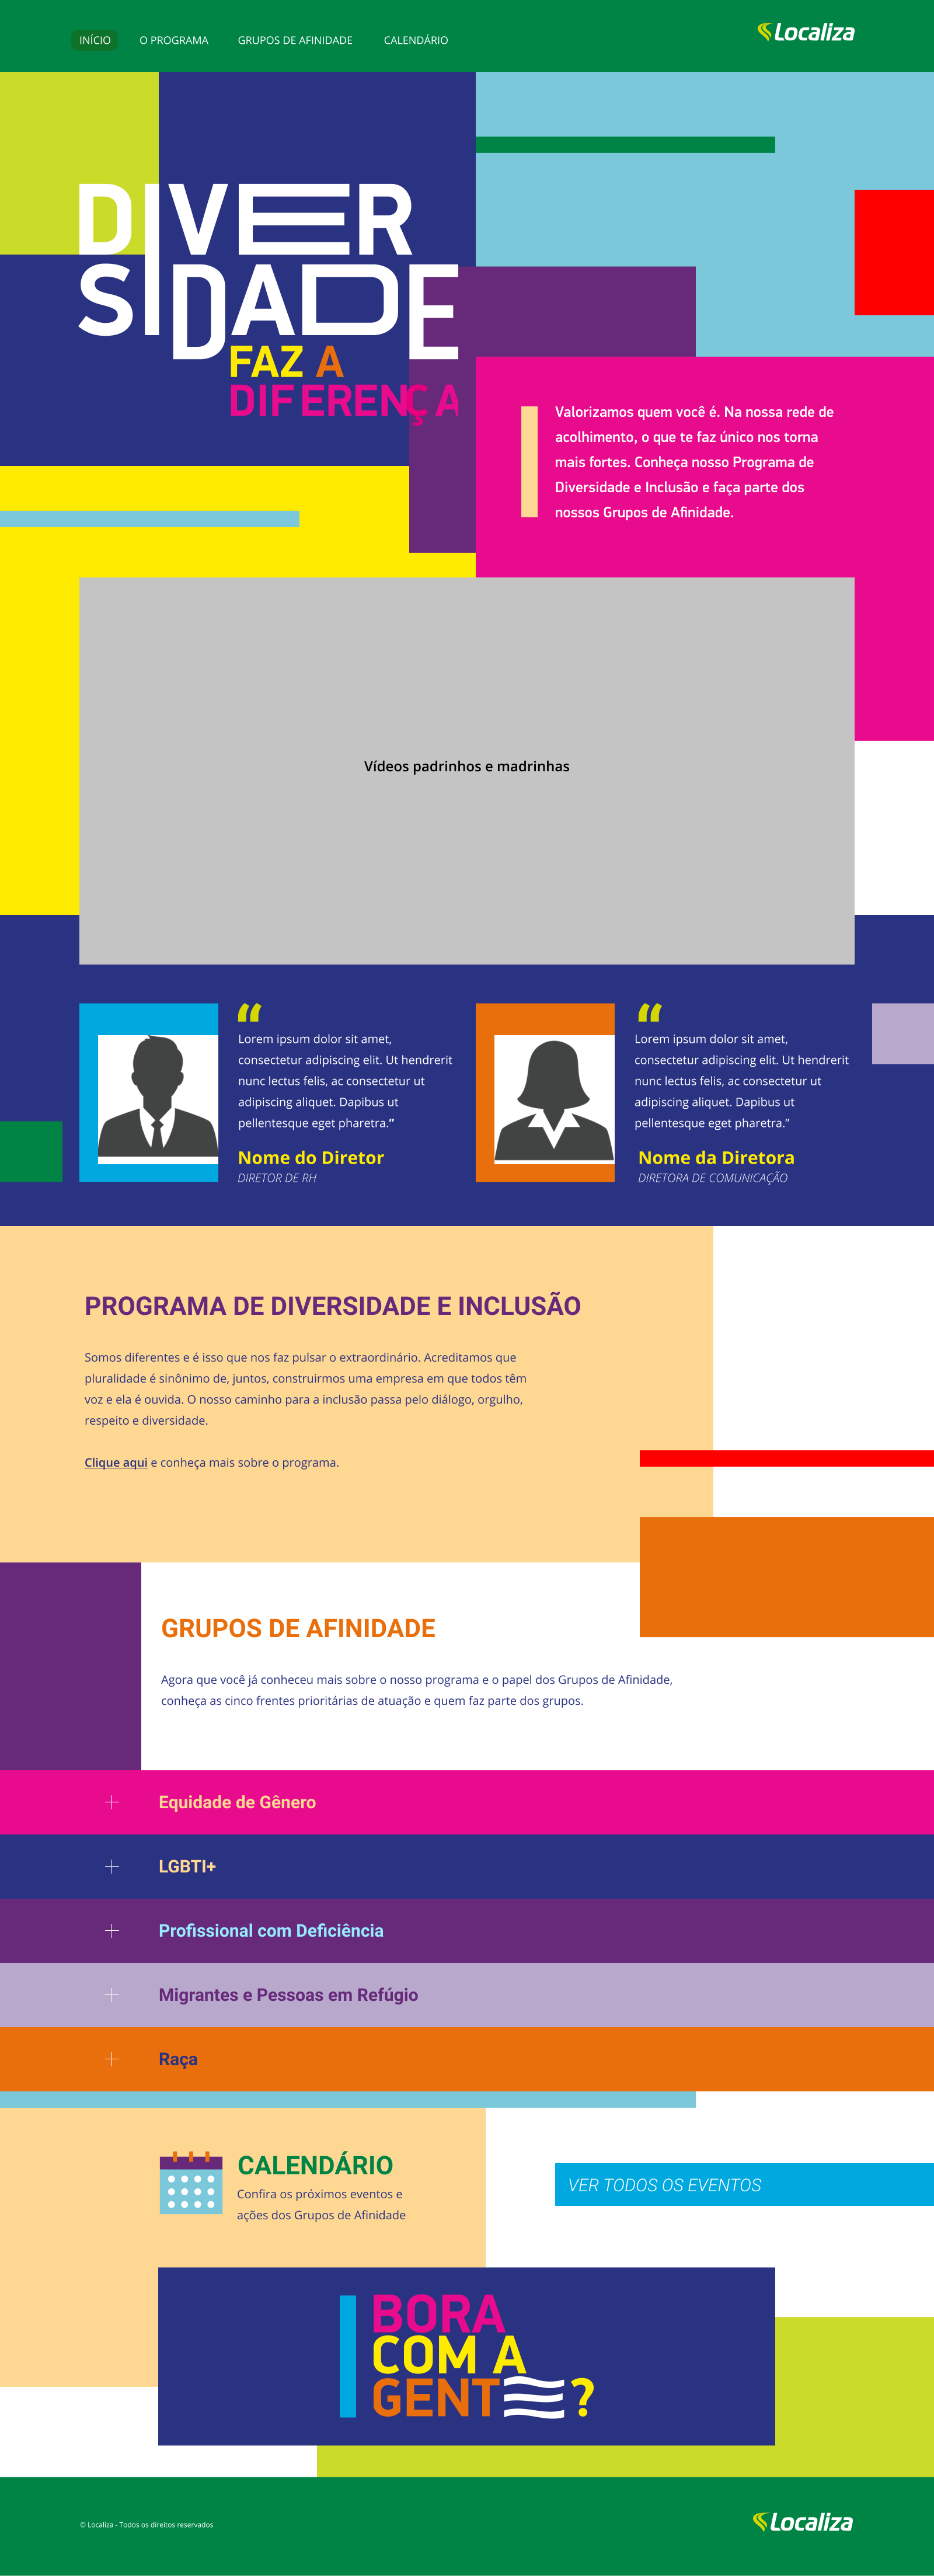 INÍCIO
O PROGRAMA
GRUPOS DE AFINIDADE
CALENDÁRIO
Localiza
DIVER
SIDADE
FAZ A
DIFERENÇA
Valorizamos quem você é. Na nossa rede de
acolhimento, o que te faz único nos torna
mais fortes. Conheça nosso Programa de
Diversidade e Inclusão e faça parte dos
nossos Grupos de Afinidade.
Vídeos padrinhos e madrinhas
“
Lorem ipsum dolor sit amet,
consectetur adipiscing elit. Ut hendrerit
nunc lectus felis, ac consectetur ut
adipiscing aliquet. Dapibus ut
pellentesque eget pharetra.”
Nome do Diretor
DIRETOR DE RH
“
Lorem ipsum dolor sit amet,
consectetur adipiscing elit. Ut hendrerit
nunc lectus felis, ac consectetur ut
adipiscing aliquet. Dapibus ut
pellentesque eget pharetra.”
Nome da Diretora
DIRETORA DE COMUNICAÇÃO
PROGRAMA DE DIVERSIDADE E INCLUSÃO
Somos diferentes e é isso que nos faz pulsar o extraordinário. Acreditamos que
pluralidade é sinônimo de, juntos, construirmos uma empresa em que todos têm
voz e ela é ouvida. O nosso caminho para a inclusão passa pelo diálogo, orgulho,
respeito e diversidade.
Clique aqui e conheça mais sobre o programa.
GRUPOS DE AFINIDADE
Agora que você já conheceu mais sobre o nosso programa e o papel dos Grupos de Afinidade,
conheça as cinco frentes prioritárias de atuação e quem faz parte dos grupos.
+ Equidade de Gênero
+ LGBTI+
+ Profissional com Deficiência
+ Migrantes e Pessoas em Refúgio
+ Raça
CALENDÁRIO
Confira os próximos eventos e
ações dos Grupos de Afinidade
VER TODOS OS EVENTOS
BORA
COM A
GENTE?
© Localiza - Todos os direitos reservados
Localiza